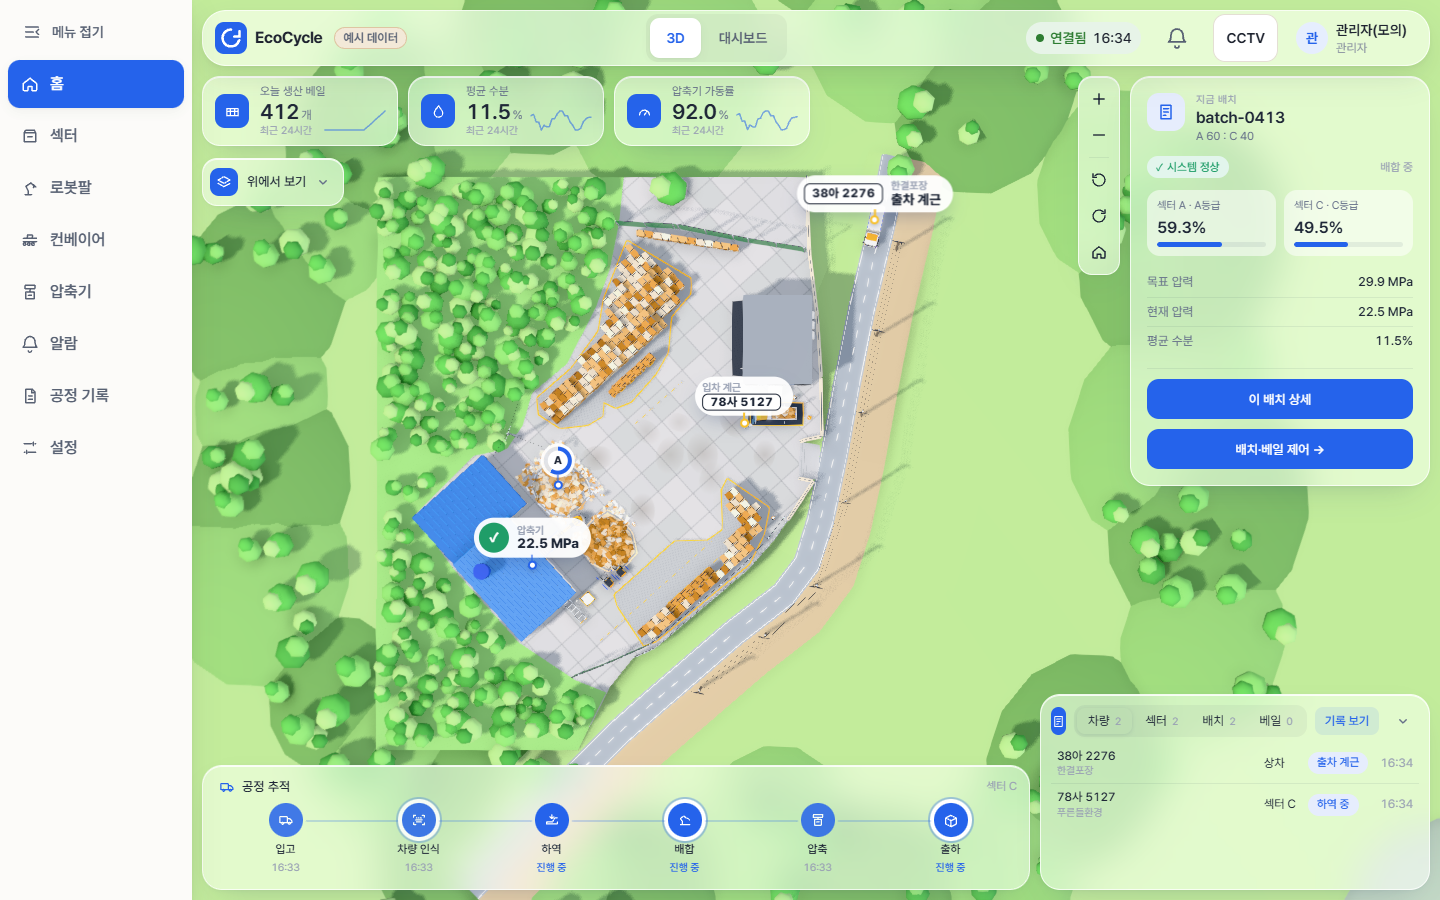 메뉴 접기
홈
섹터
로봇팔
컨베이어
압축기
알람
공정 기록
설정
EcoCycle
예시 데이터
3D
대시보드
연결됨 16:34
CCTV
관
관리자(모의)
관리자
오늘 생산 베일
412 개
최근 24시간
평균 수분
11.5 %
최근 24시간
압축기 가동률
92.0 %
최근 24시간
위에서 보기
38아 2276
한결포장
출차 계근
입차 계근
78사 5127
A
압축기
22.5 MPa
지금 배치
batch-0413
A 60 : C 40
✓ 시스템 정상
배합 중
섹터 A · A등급
59.3%
섹터 C · C등급
49.5%
목표 압력
29.9 MPa
현재 압력
22.5 MPa
평균 수분
11.5%
이 배치 상세
배치·베일 제어 →
공정 추적
섹터 C
입고
16:33
차량 인식
16:33
하역
진행 중
배합
진행 중
압축
16:33
출하
진행 중
차량 2
섹터 2
배치 2
베일 0
기록 보기
38아 2276
한결포장
상차
출차 계근
16:34
78사 5127
푸른들환경
섹터 C
하역 중
16:34